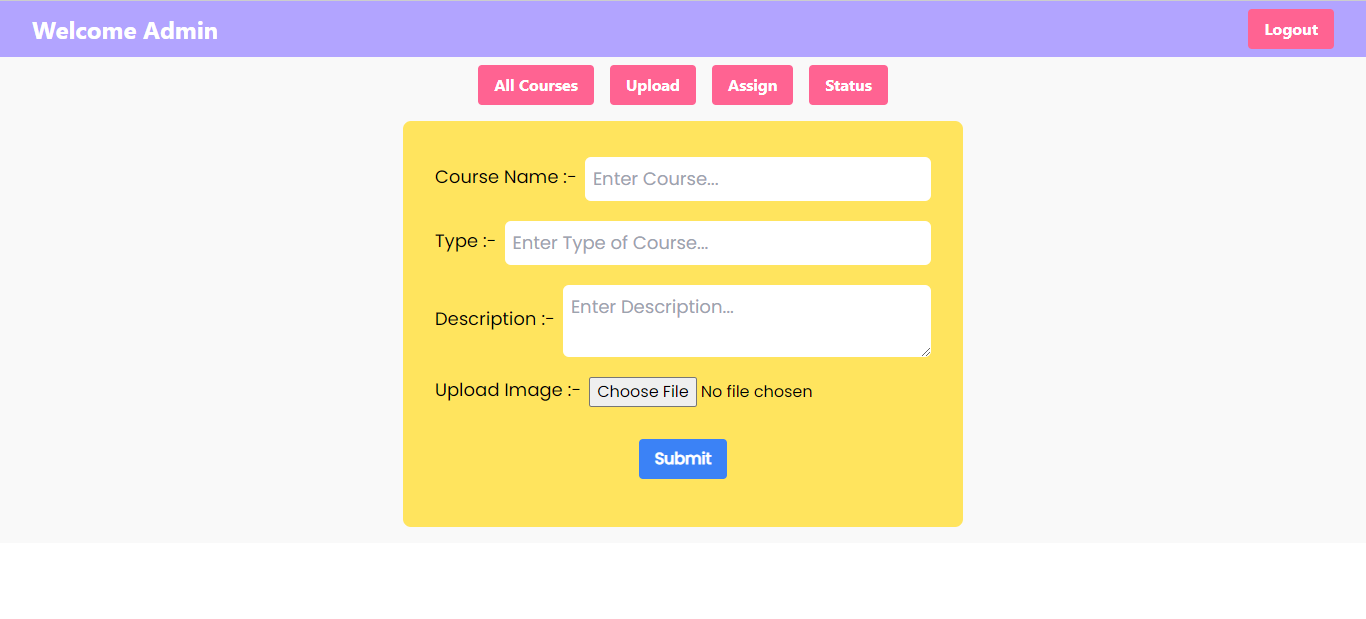 Welcome Admin
Logout
All Courses
Upload
Assign
Status
Course Name :-
Enter Course...
Type :-
Enter Type of Course...
Description :-
Enter Description...
Upload Image :-
Choose File No file chosen
Submit